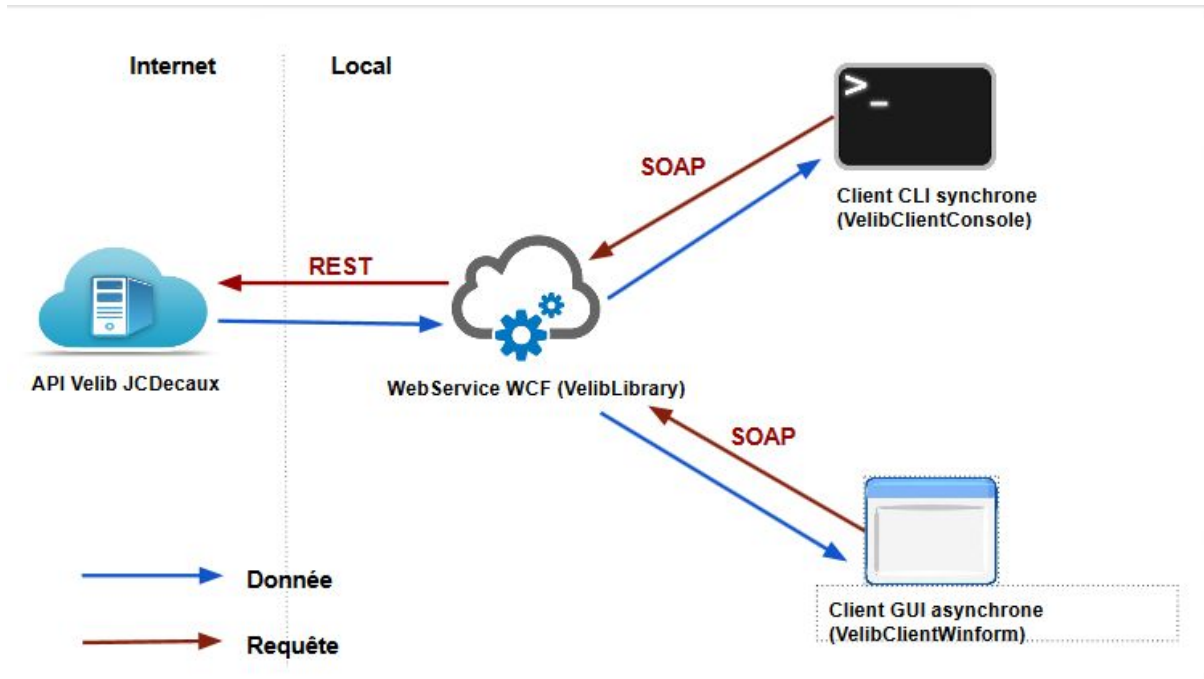 Internet
Local
>_
SOAP
Client CLI synchrone
(VelibClientConsole)
REST
API Velib JCDecaux
WebService WCF (VelibLibrary)
SOAP
Donnée
Client GUI asynchrone
(VelibClientWinform)
Requête